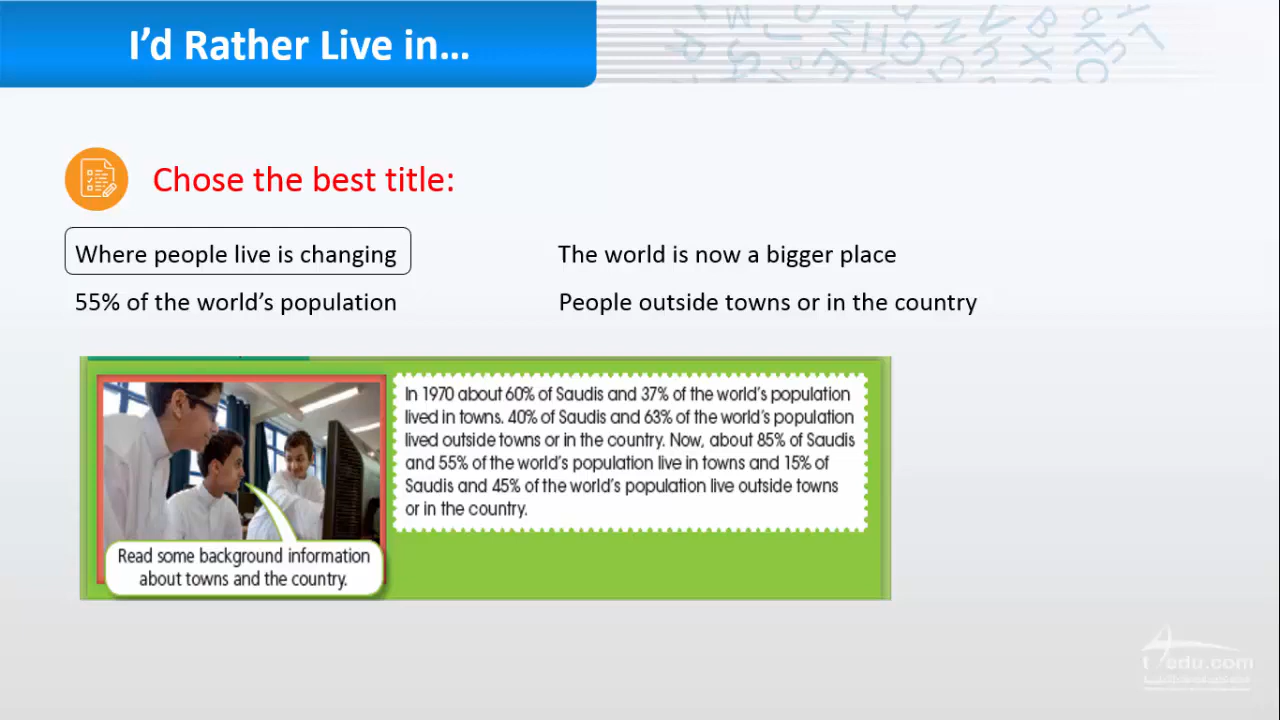 I'd Rather Live in...
Chose the best title:
Where people live is changing
The world is now a bigger place
55% of the world's population
People outside towns or in the country
In 1970 about 60% of Saudis and 37% of the world's population
lived in towns. 40% of Saudis and 63% of the world's population
lived outside towns or in the country. Now, about 85% of Saudis
and 55% of the world's population live in towns and 15% of
Saudis and 45% of the world's population live outside towns
or in the country.
Read some background information
about towns and the country.